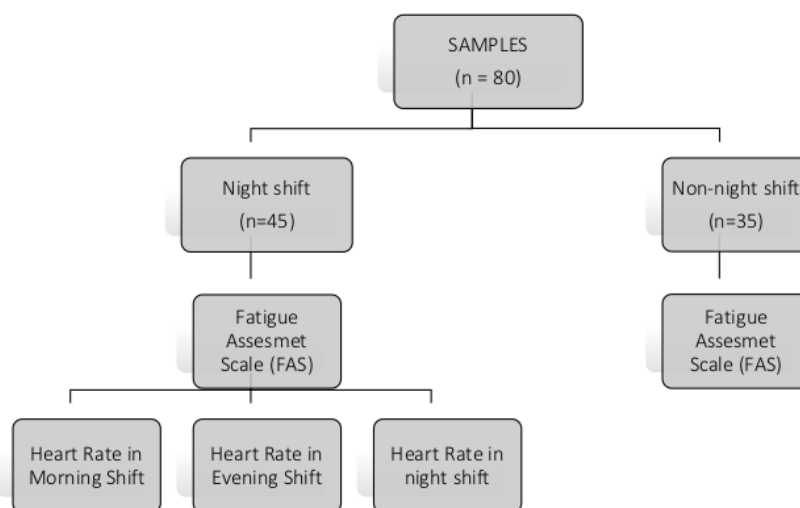 SAMPLES
(n = 80)
Night shift
(n=45)
Non-night shift
(n=35)
Fatigue
Assesmet
Scale (FAS)
Fatigue
Assesmet
Scale (FAS)
Heart Rate in
Morning Shift
Heart Rate in
Evening Shift
Heart Rate in
night shift